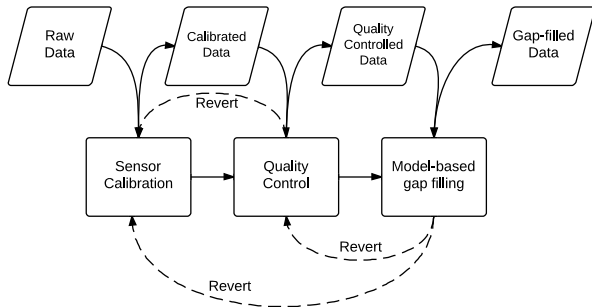 Raw
Data
Calibrated
Data
Quality
Controlled
Data
Gap-filled
Data
Revert
Sensor
Calibration
Quality
Control
Model-based
gap filling
Revert
Revert